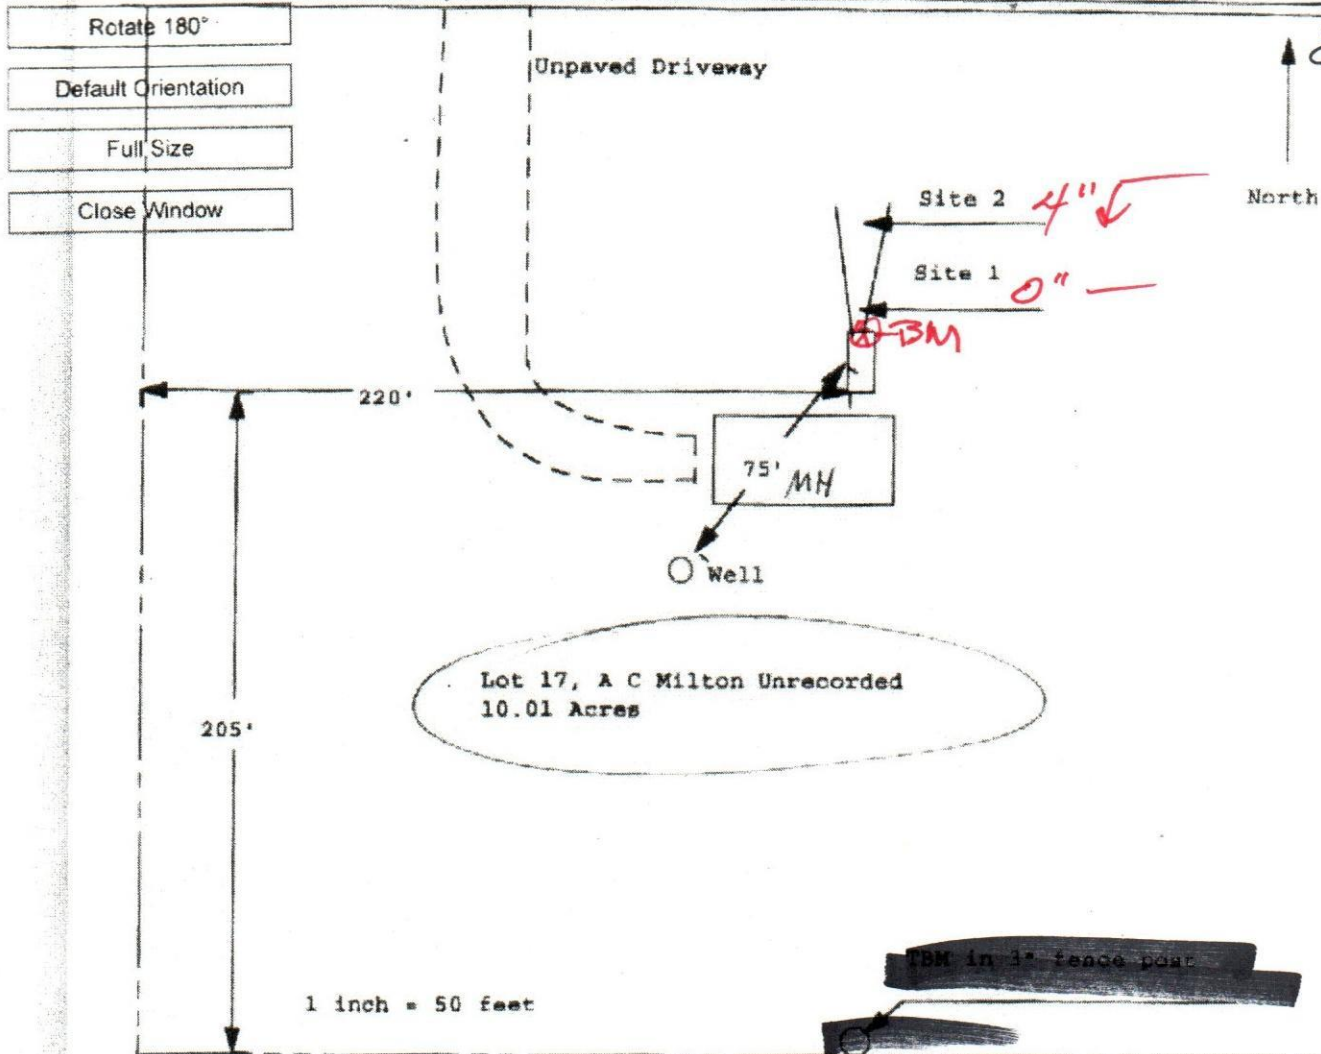 Rotate 180°
Unpaved Driveway
Default Orientation
Full Size
Close Window
Site 2 4"
North
Site 1 0"
BM
220'
75' MH
Well
Lot 17, A C Milton Unrecorded
10.01 Acres
205'
TBM in 3" fence post
1 inch = 50 feet